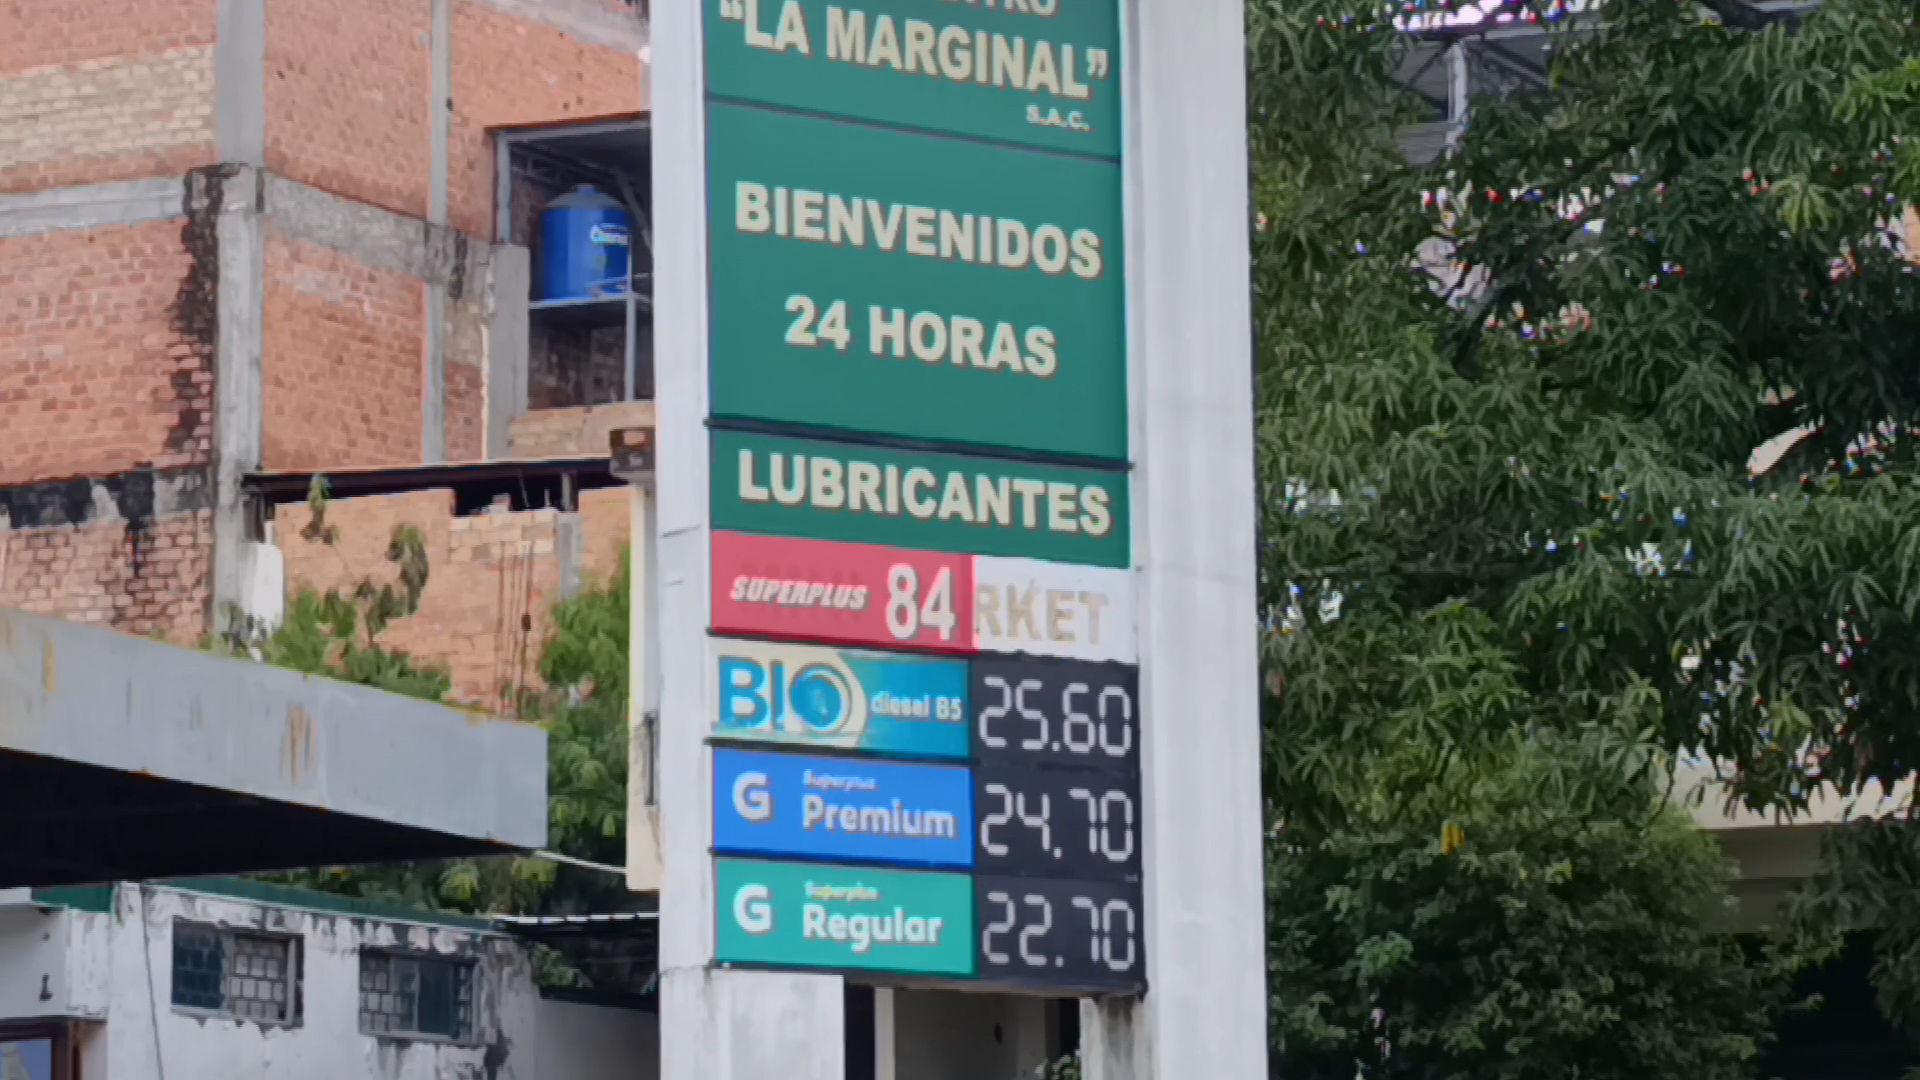 "LA MARGINAL"
S.A.C.
BIENVENIDOS
24 HORAS
LUBRICANTES
SUPERPLUS 84 RKET
BIO diesel B5 25.60
G Superplus Premium 24.70
G Superplus Regular 22.70